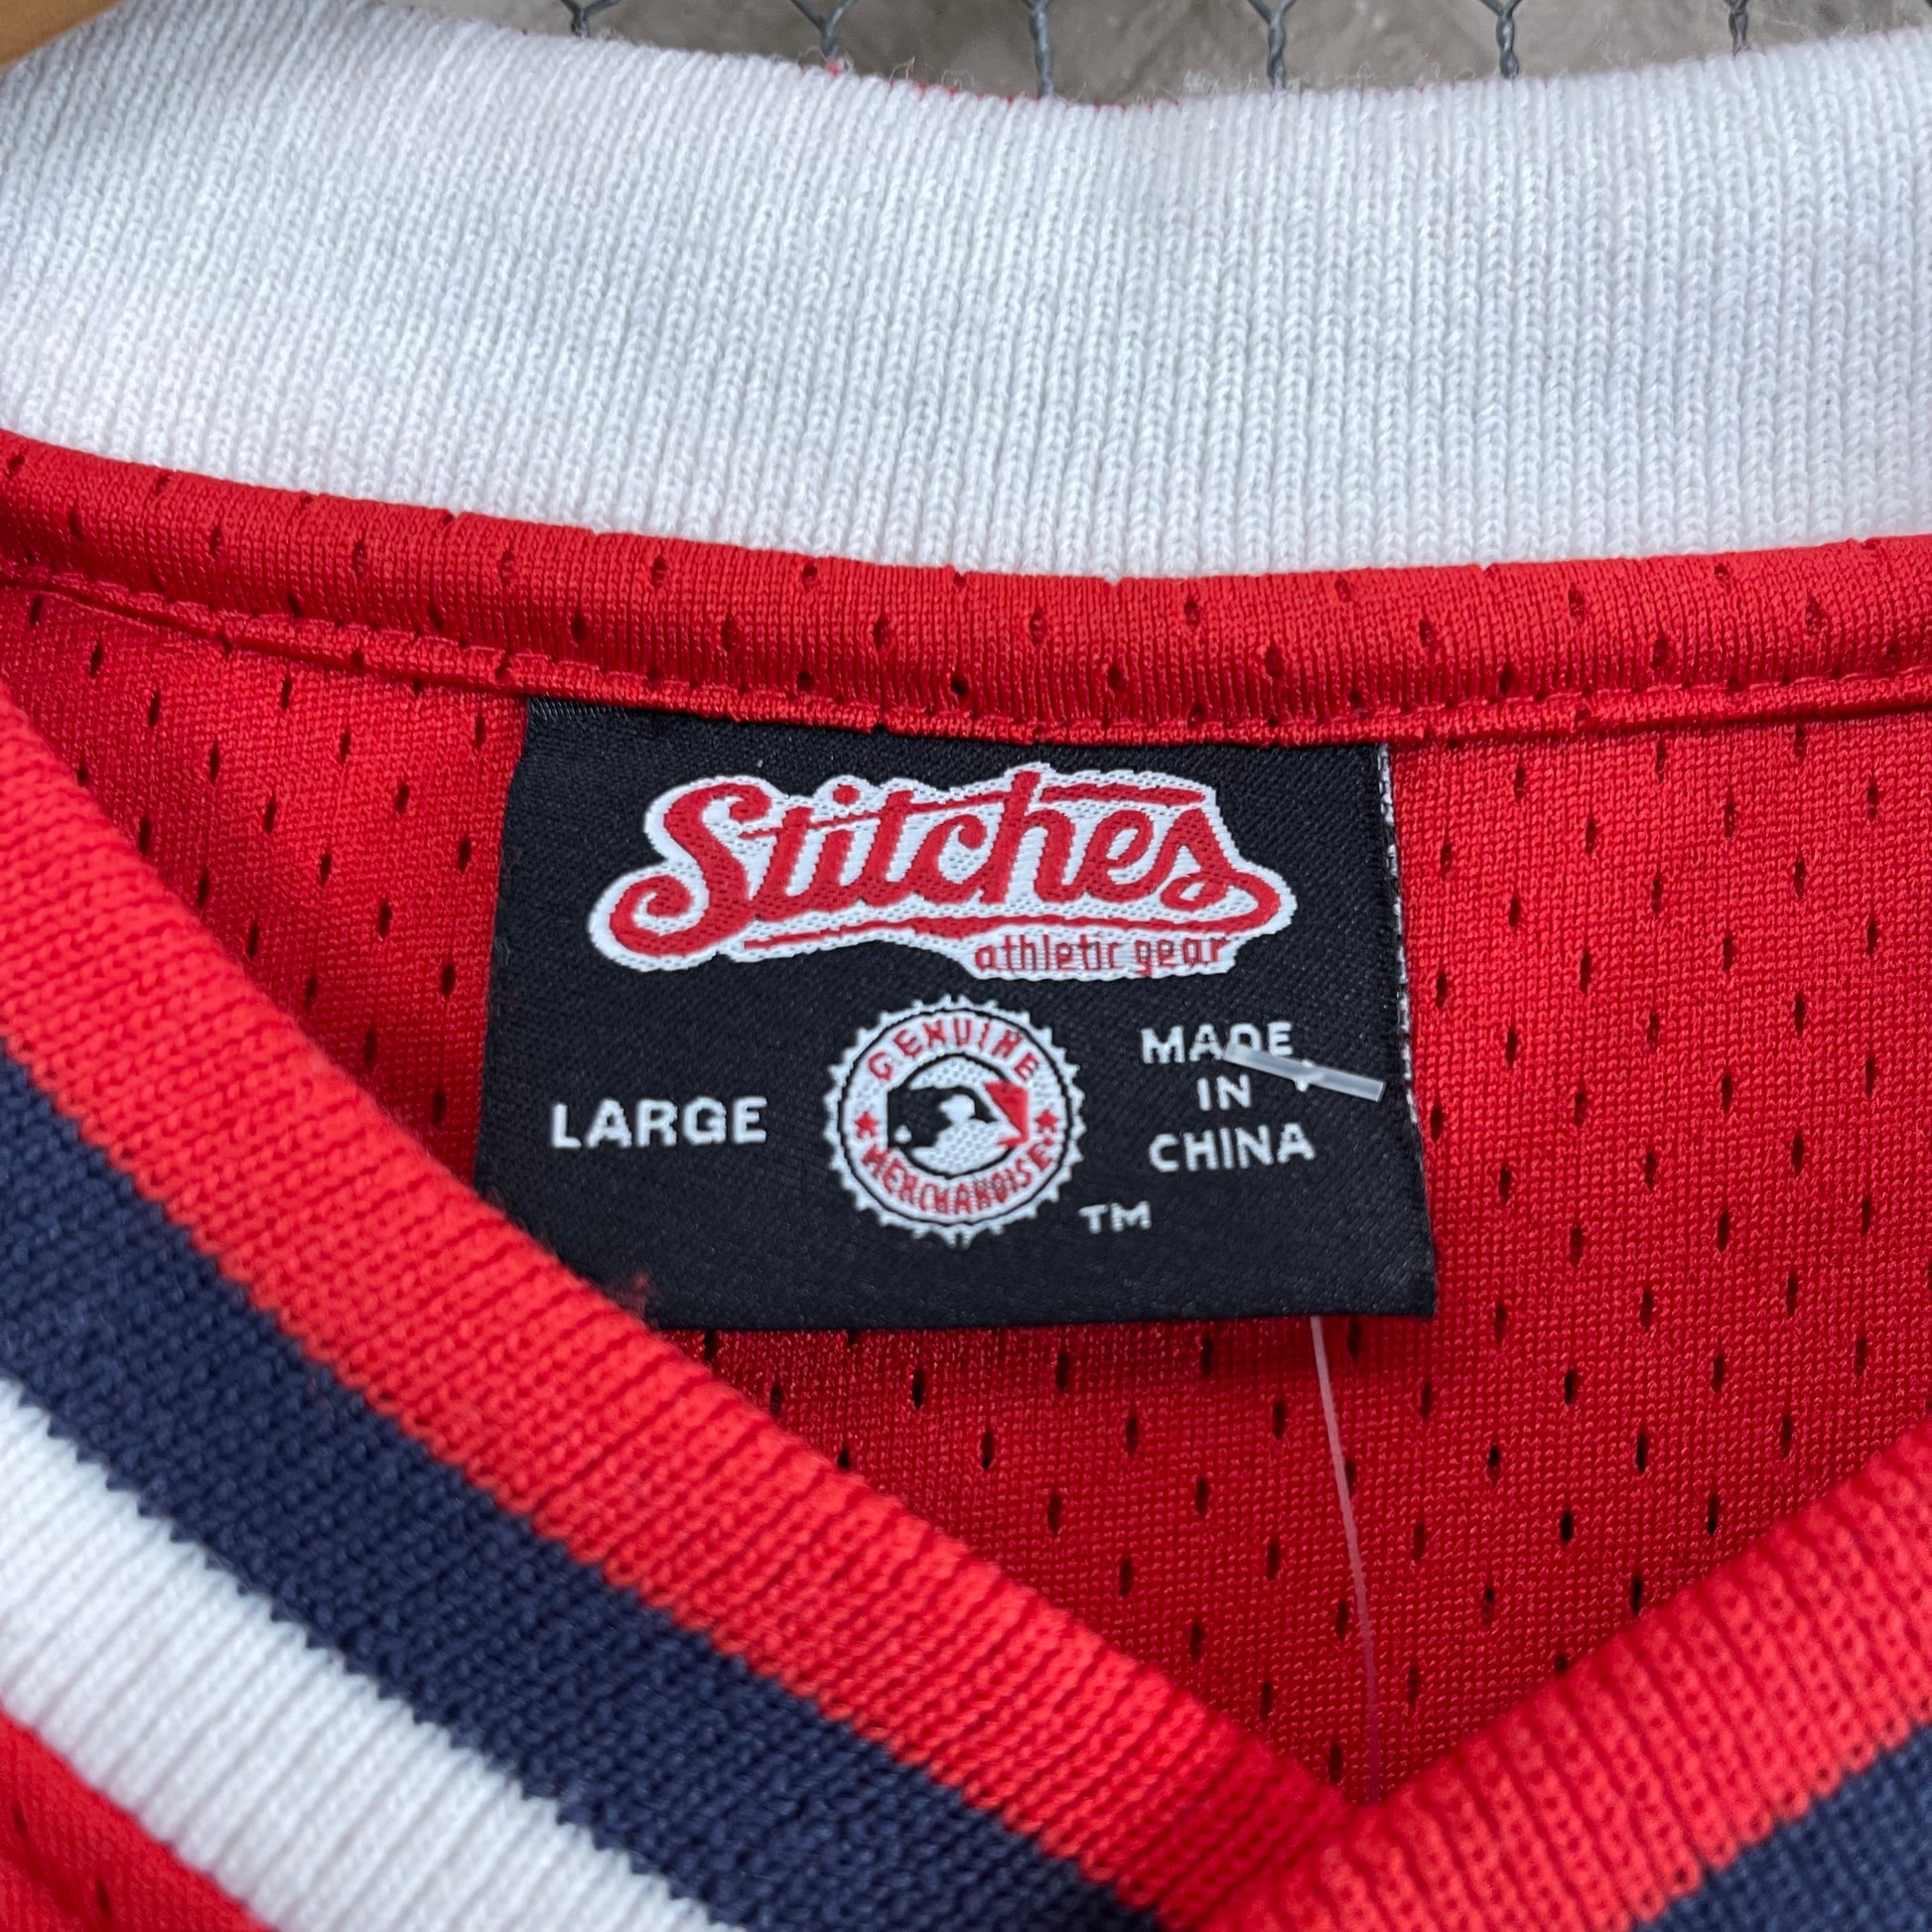 Stitches
athletic gear
LARGE
GENUINE
MERCHANDISE
TM
MADE
IN
CHINA